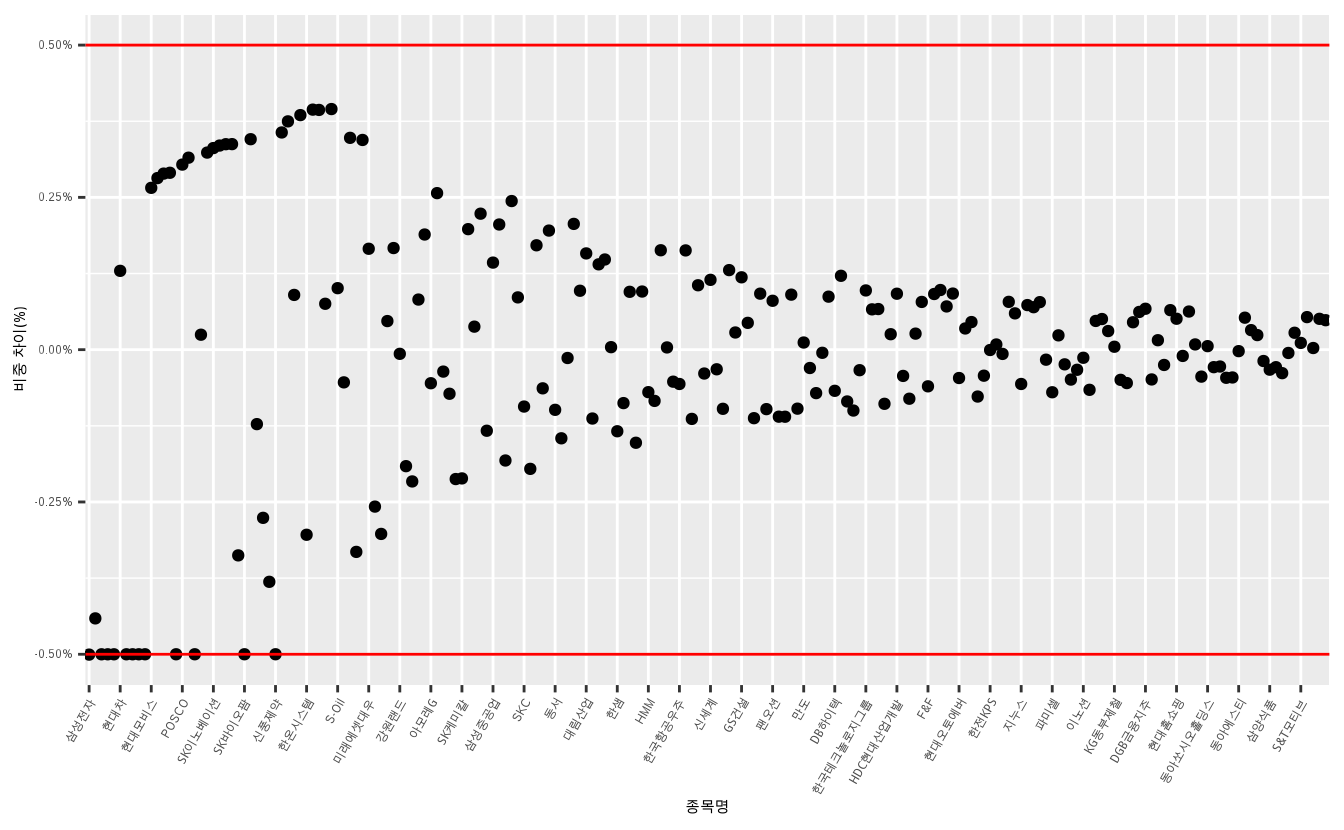 0.50%
0.25%
0.00%
-0.25%
-0.50%
비중 차이(%)
삼성전자
현대차
현대모비스
POSCO
SK이노베이션
SK바이오팜
신풍제약
한온시스템
S-Oil
미래에셋대우
강원랜드
아모레G
SK케미칼
삼성중공업
SKC
동서
대림산업
한샘
HMM
한국항공우주
신세계
GS건설
팬오션
만도
DB하이텍
한국테크놀로지그룹
HDC현대산업개발
F&F
현대오토에버
한전KPS
지누스
파미셀
이노션
KG동부제철
DGB금융지주
현대홈쇼핑
동아쏘시오홀딩스
동아에스티
삼양식품
S&T모티브
종목명